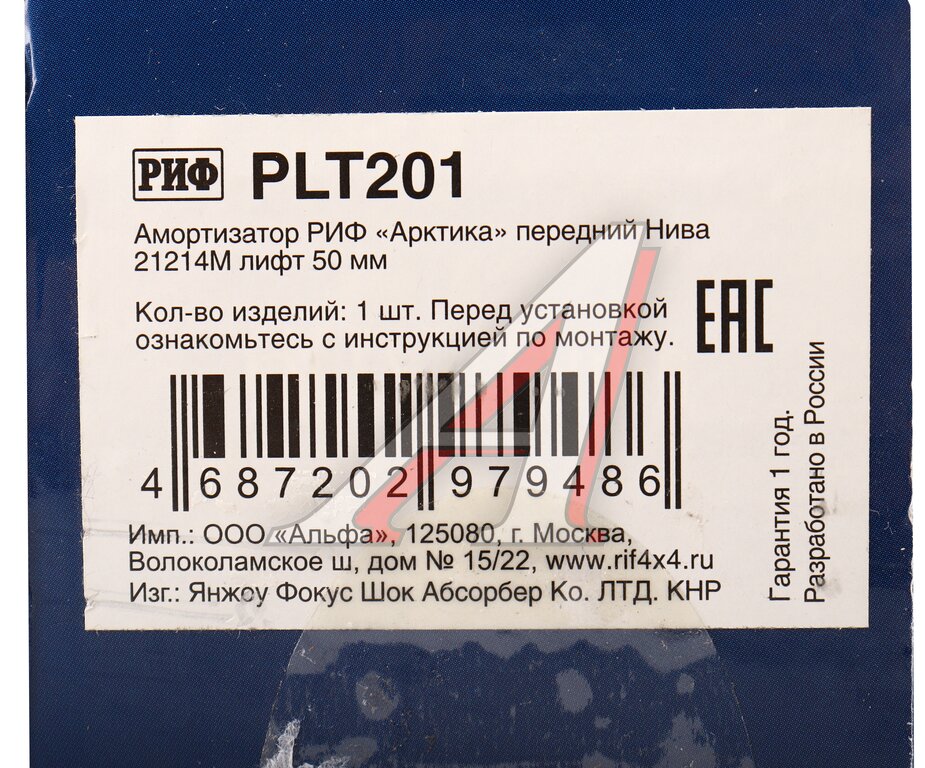 РИФ PLT201
Амортизатор РИФ «Арктика» передний Нива
21214М лифт 50 мм
Кол-во изделий: 1 шт. Перед установкой
ознакомьтесь с инструкцией по монтажу.
EAC
4 687202 979486
Имп.: ООО «Альфа», 125080, г. Москва,
Волоколамское ш, дом № 15/22, www.rif4x4.ru
Изг.: Янжоу Фокус Шок Абсорбер Ко. ЛТД. КНР
Гарантия 1 год.
Разработано в России